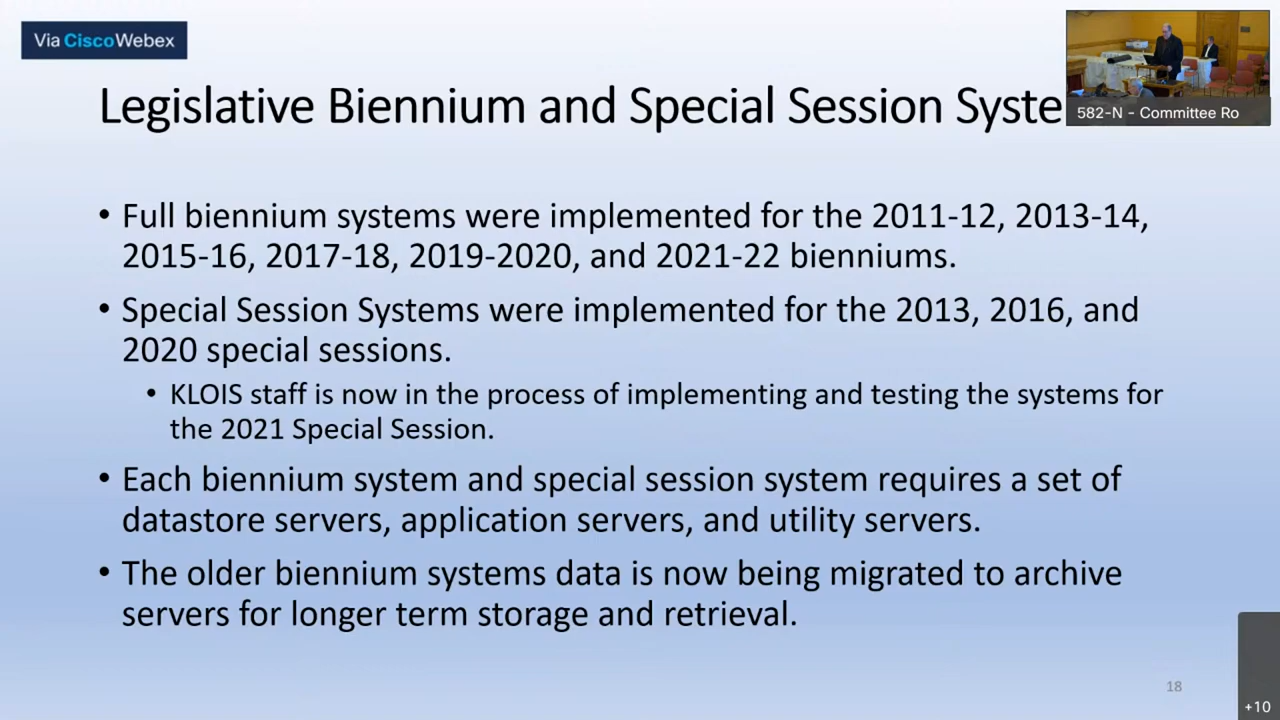 Via CiscoWebex
Legislative Biennium and Special Session Syste
582-N - Committee Ro
• Full biennium systems were implemented for the 2011-12, 2013-14,
2015-16, 2017-18, 2019-2020, and 2021-22 bienniums.
• Special Session Systems were implemented for the 2013, 2016, and
2020 special sessions.
• KLOIS staff is now in the process of implementing and testing the systems for
the 2021 Special Session.
• Each biennium system and special session system requires a set of
datastore servers, application servers, and utility servers.
• The older biennium systems data is now being migrated to archive
servers for longer term storage and retrieval.
18
+10